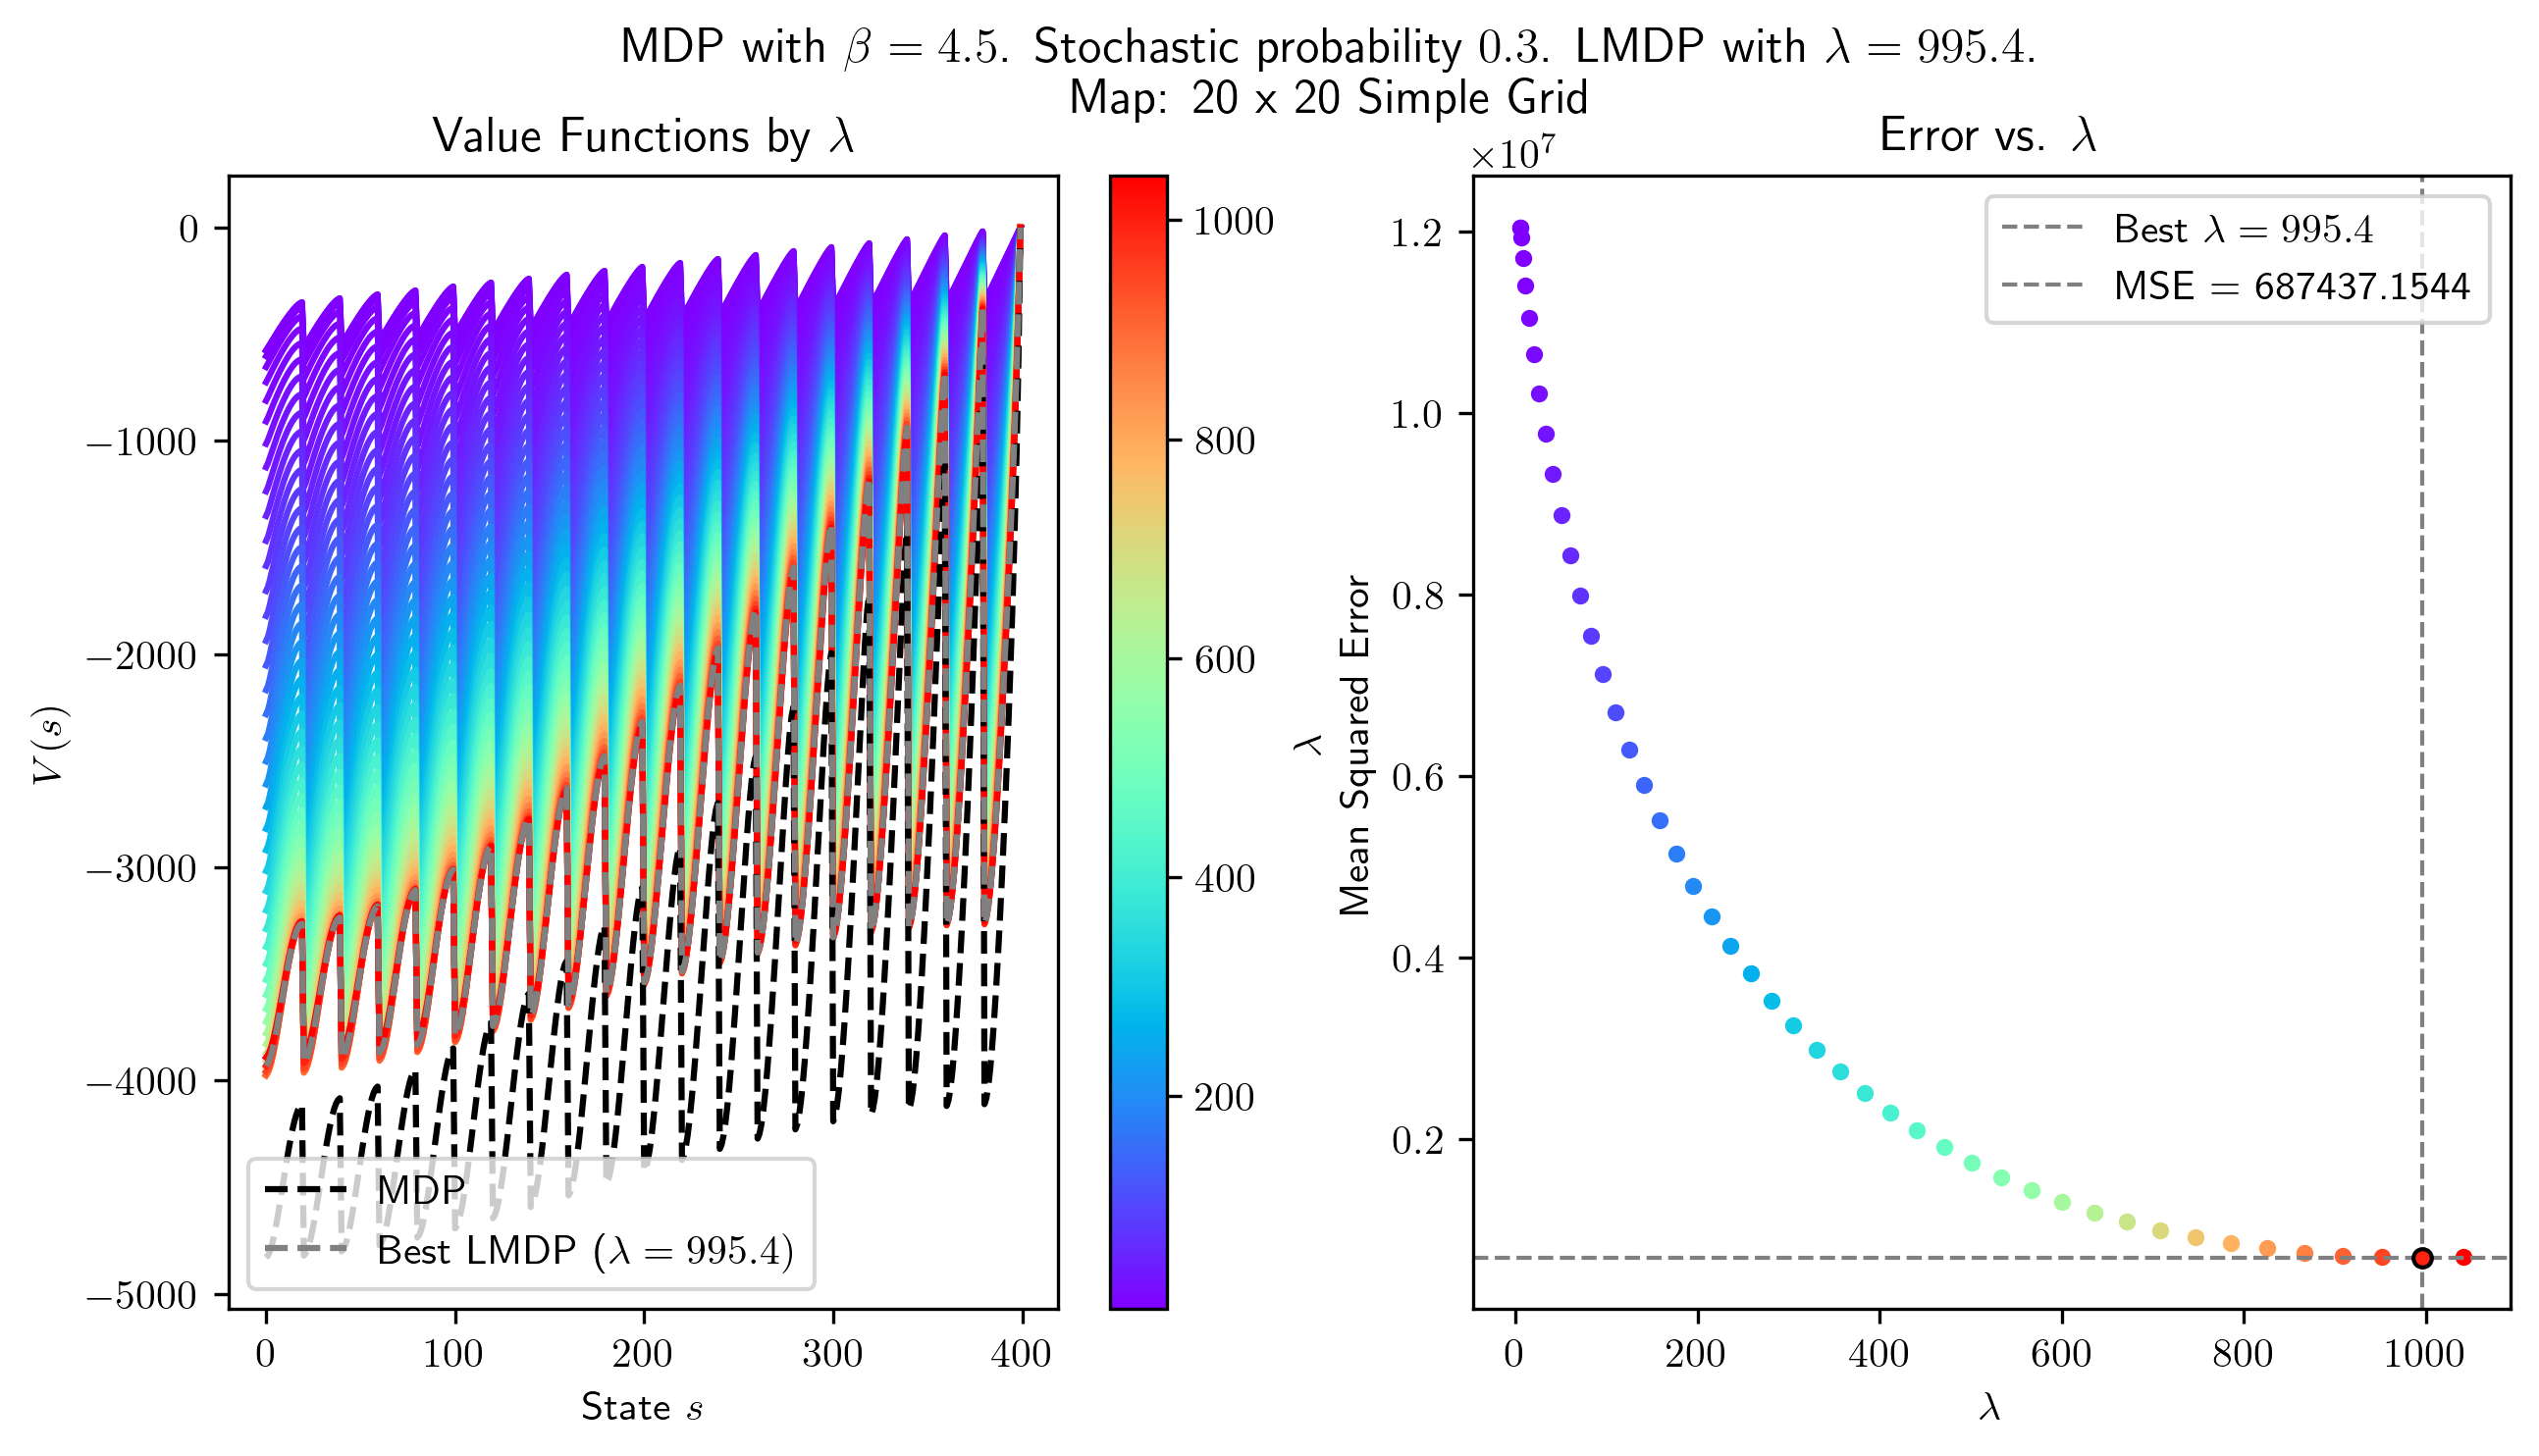 MDP with β = 4.5. Stochastic probability 0.3. LMDP with λ = 995.4.
Map: 20 x 20 Simple Grid
Value Functions by λ
0
−1000
−2000
−3000
−4000
−5000
V(s)
0 100 200 300 400
State s
MDP
Best LMDP (λ = 995.4)
1000
800
600
400
200
λ
Error vs. λ
×10⁷
1.2
1.0
0.8
0.6
0.4
0.2
Mean Squared Error
0 200 400 600 800 1000
λ
Best λ = 995.4
MSE = 687437.1544